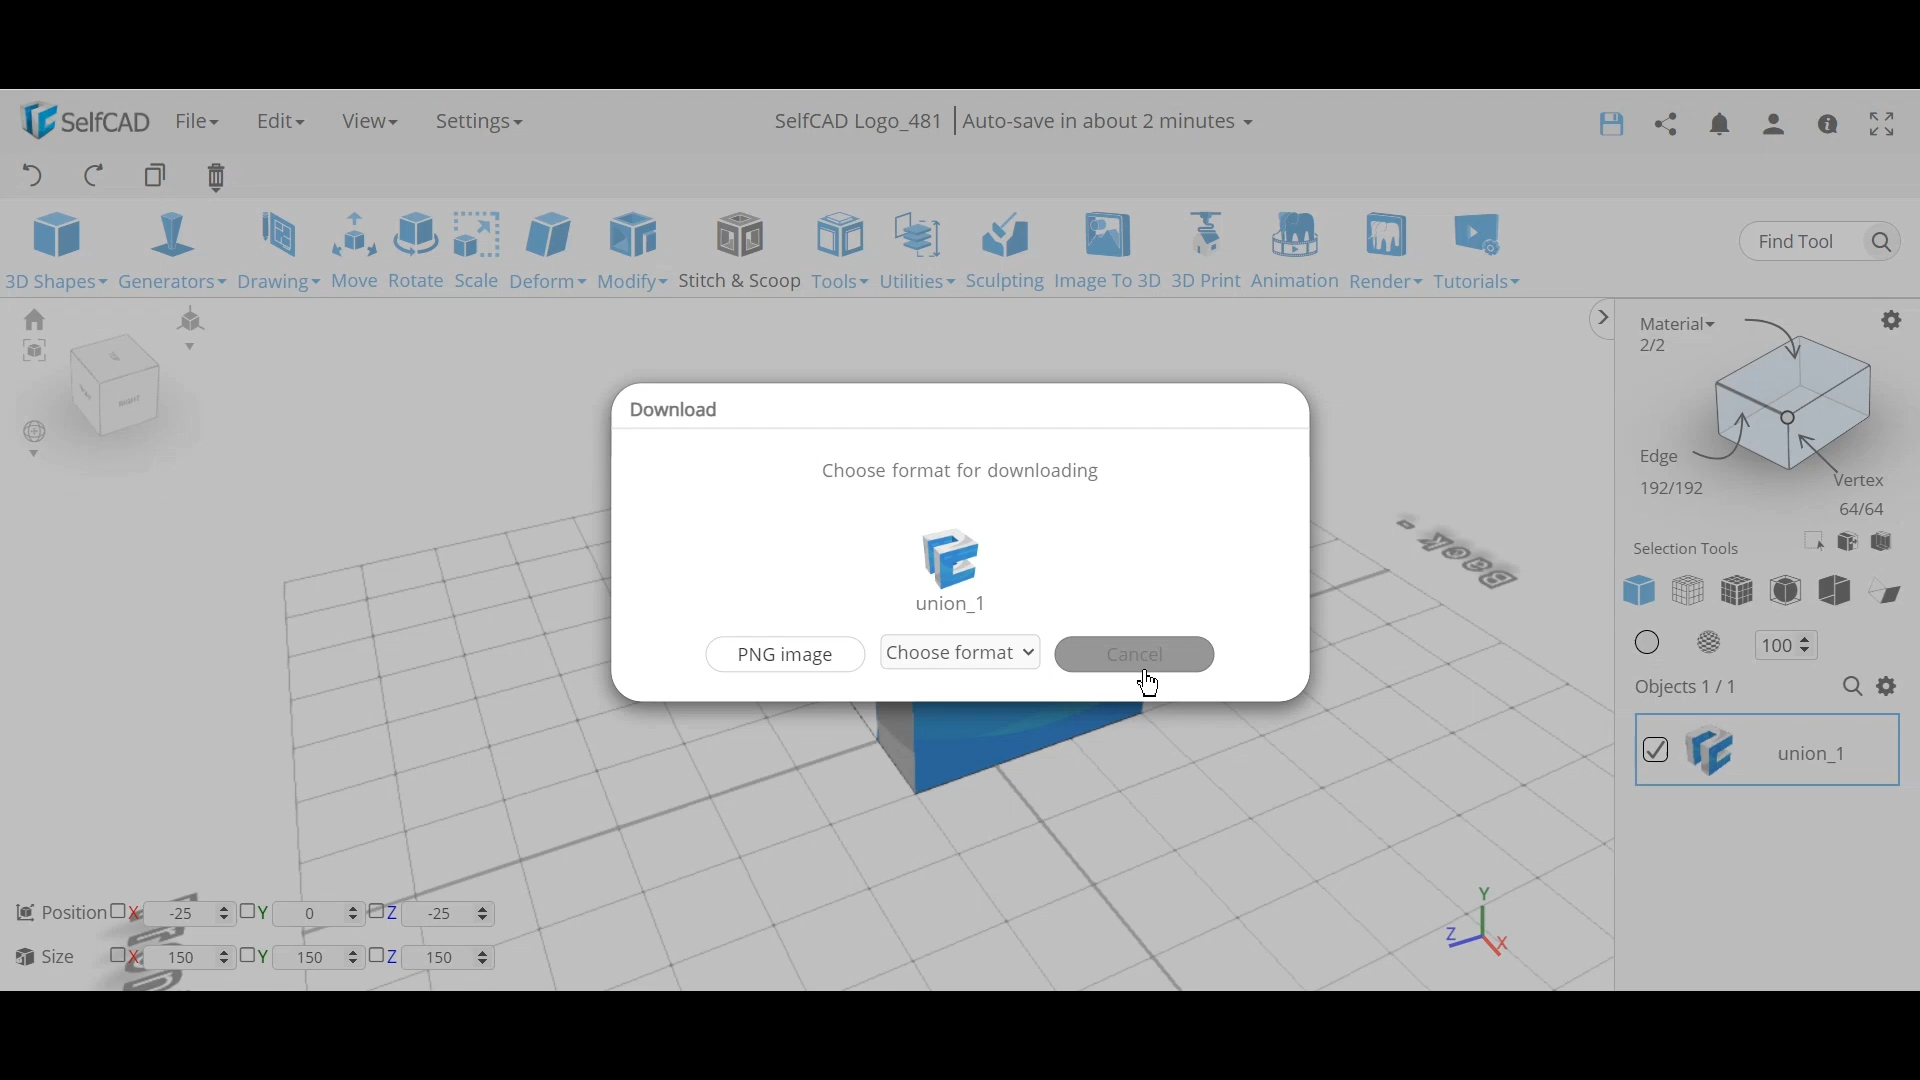 SelfCAD File Edit View Settings SelfCAD Logo_481 Auto-save in about 2 minutes
3D Shapes Generators Drawing Move Rotate Scale Deform Modify Stitch & Scoop Tools Utilities Sculpting Image To 3D 3D Print Animation Render Tutorials Find Tool
Material
2/2
Edge
192/192
Vertex
64/64
RIGHT
BACK
Download
Choose format for downloading
union_1
PNG image Choose format Cancel
Selection Tools
100
Objects 1 / 1
union_1
Position X -25 Y 0 Z -25
Size X 150 Y 150 Z 150
Y
Z
X